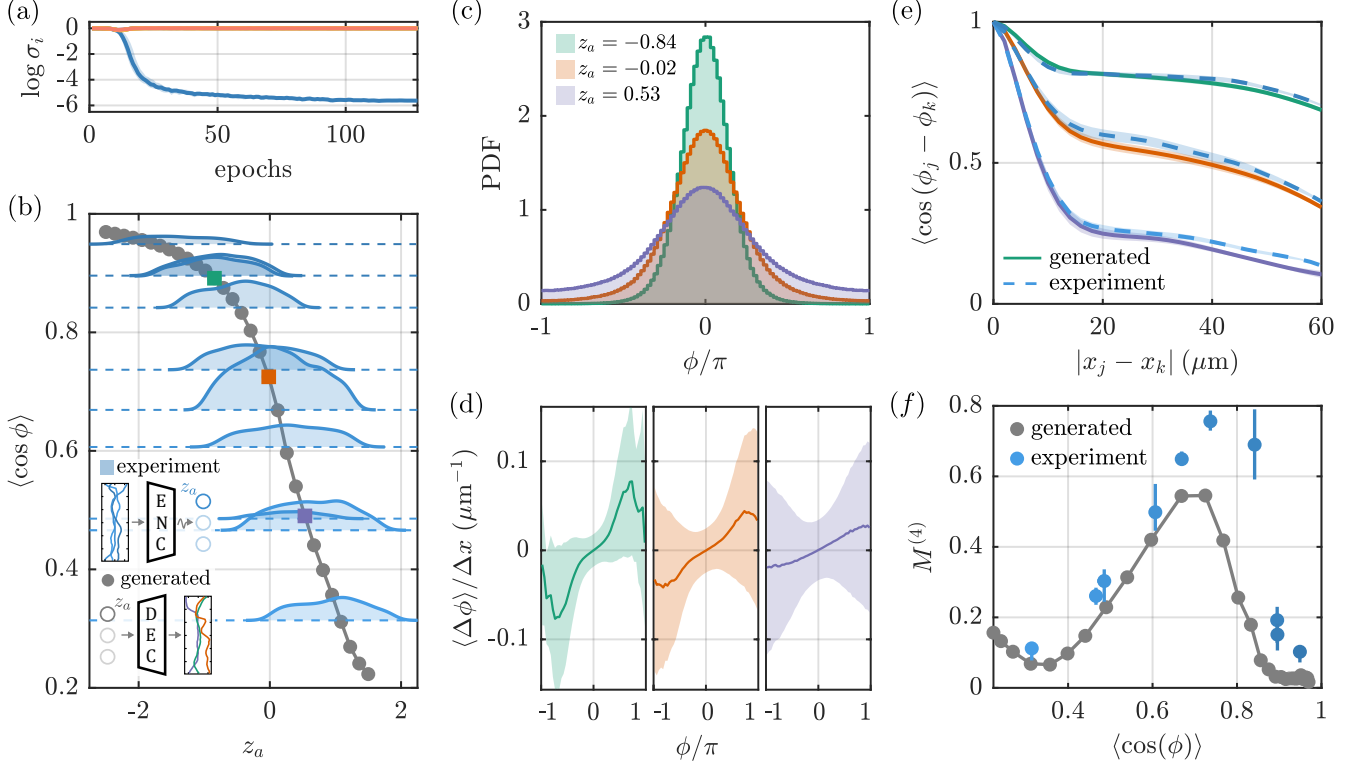 (a)
log σ_i
0
-2
-4
-6
0
50
100
epochs
(b)
⟨cos ϕ⟩
1
0.8
0.6
0.4
0.2
-2
0
2
z_a
experiment
z_a
E
N
C
generated
z_a
D
E
C
(c)
PDF
3
2
1
0
z_a = −0.84
z_a = −0.02
z_a = 0.53
-1
0
1
ϕ/π
(d)
⟨Δϕ⟩/Δx (μm⁻¹)
0.1
0
-0.1
-1 0 1
-1 0 1
-1 0 1
ϕ/π
(e)
⟨cos (ϕ_j − ϕ_k)⟩
1
0.5
0
generated
experiment
0
20
40
60
|x_j − x_k| (μm)
(f)
M⁽⁴⁾
0.8
0.6
0.4
0.2
0
generated
experiment
0.4
0.6
0.8
1
⟨cos(ϕ)⟩